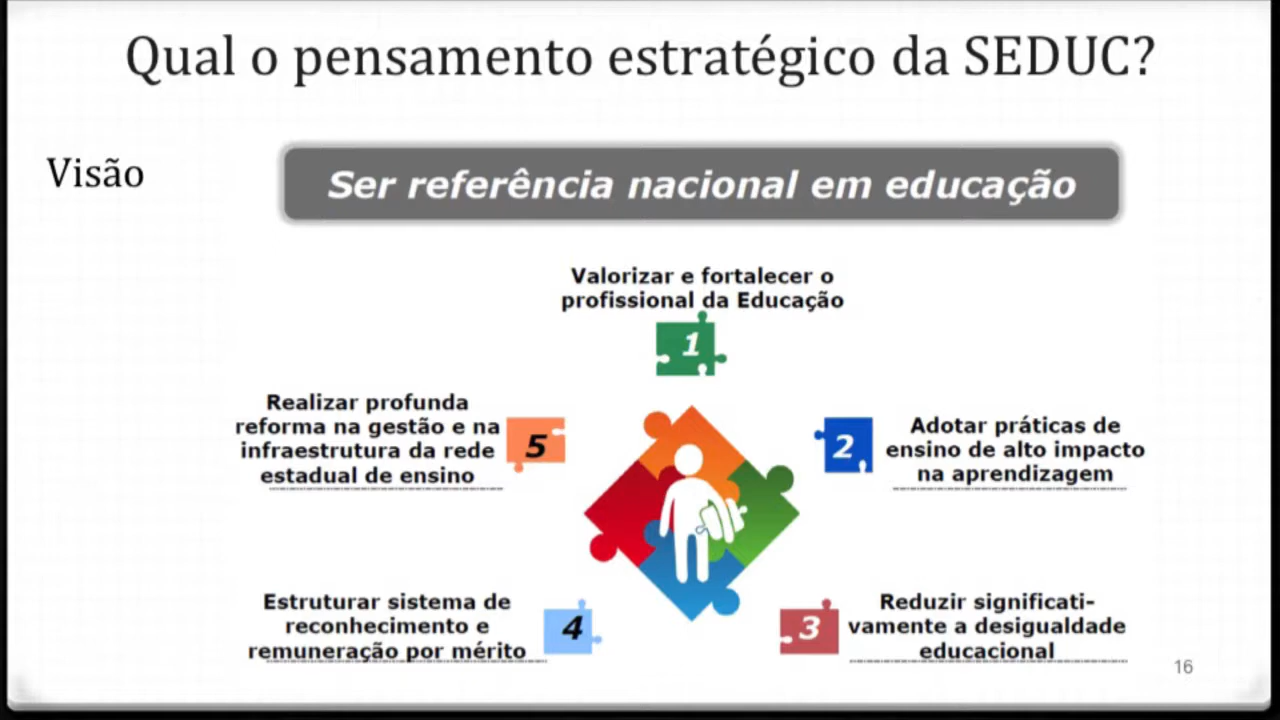 Qual o pensamento estratégico da SEDUC?
Visão
Ser referência nacional em educação
Valorizar e fortalecer o
profissional da Educação
1
2
Adotar práticas de
ensino de alto impacto
na aprendizagem
3
Reduzir significati-
vamente a desigualdade
educacional
4
Estruturar sistema de
reconhecimento e
remuneração por mérito
5
Realizar profunda
reforma na gestão e na
infraestrutura da rede
estadual de ensino
16